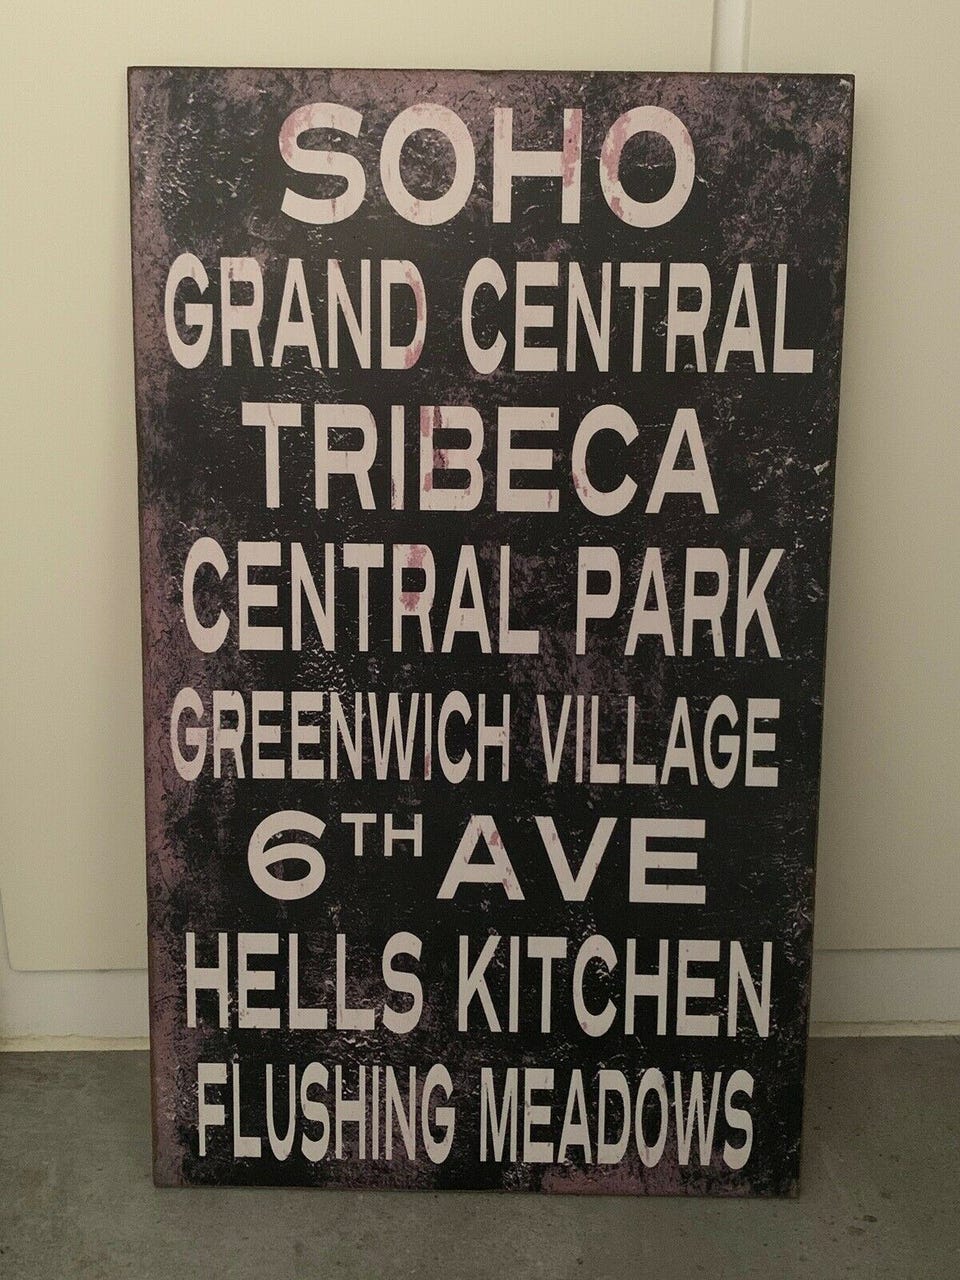 SOHO
GRAND CENTRAL
TRIBECA
CENTRAL PARK
GREENWICH VILLAGE
6TH AVE
HELLS KITCHEN
FLUSHING MEADOWS